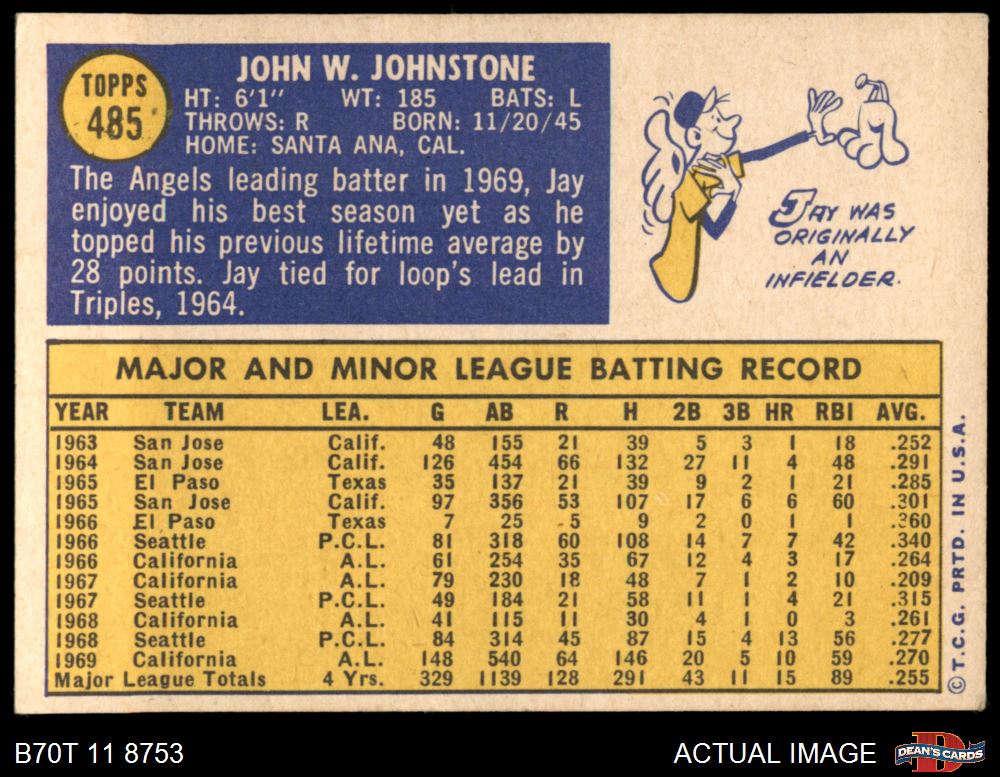 TOPPS
485
JOHN W. JOHNSTONE
HT: 6'1" WT: 185 BATS: L
THROWS: R BORN: 11/20/45
HOME: SANTA ANA, CAL.
The Angels leading batter in 1969, Jay
enjoyed his best season yet as he
topped his previous lifetime average by
28 points. Jay tied for loop's lead in
Triples, 1964.
JAY WAS
ORIGINALLY
AN
INFIELDER.
MAJOR AND MINOR LEAGUE BATTING RECORD
YEAR TEAM LEA. G AB R H 2B 3B HR RBI AVG.
1963 San Jose Calif. 48 155 21 39 5 3 1 18 .252
1964 San Jose Calif. 126 454 66 132 27 11 4 48 .291
1965 El Paso Texas 35 137 21 39 9 2 1 21 .285
1965 San Jose Calif. 97 356 53 107 17 6 6 60 .301
1966 El Paso Texas 7 25 5 9 2 0 1 1 .360
1966 Seattle P.C.L. 81 318 60 108 14 7 7 42 .340
1966 California A.L. 61 254 35 67 12 4 3 17 .264
1967 California A.L. 79 230 18 48 7 1 2 10 .209
1967 Seattle P.C.L. 49 184 21 58 11 1 4 21 .315
1968 California A.L. 41 115 11 30 4 1 0 3 .261
1968 Seattle P.C.L. 84 314 45 87 15 4 13 56 .277
1969 California A.L. 148 540 64 146 20 5 10 59 .270
Major League Totals 4 Yrs. 329 1139 128 291 43 11 15 89 .255
© T.C.G. PRTD. IN U.S.A.
B70T 11 8753
ACTUAL IMAGE
DEAN'S CARDS